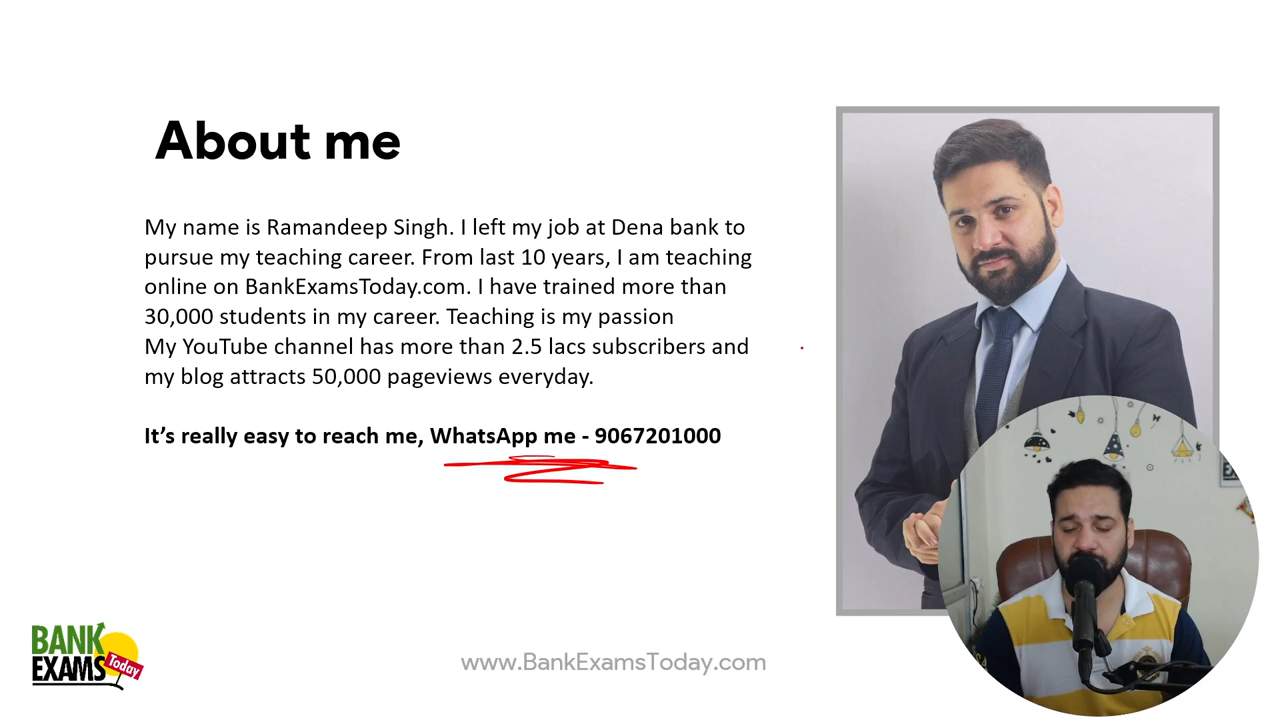 About me
My name is Ramandeep Singh. I left my job at Dena bank to
pursue my teaching career. From last 10 years, I am teaching
online on BankExamsToday.com. I have trained more than
30,000 students in my career. Teaching is my passion
My YouTube channel has more than 2.5 lacs subscribers and
my blog attracts 50,000 pageviews everyday.
It’s really easy to reach me, WhatsApp me - 9067201000
BANK
EXAMS
Today
www.BankExamsToday.com